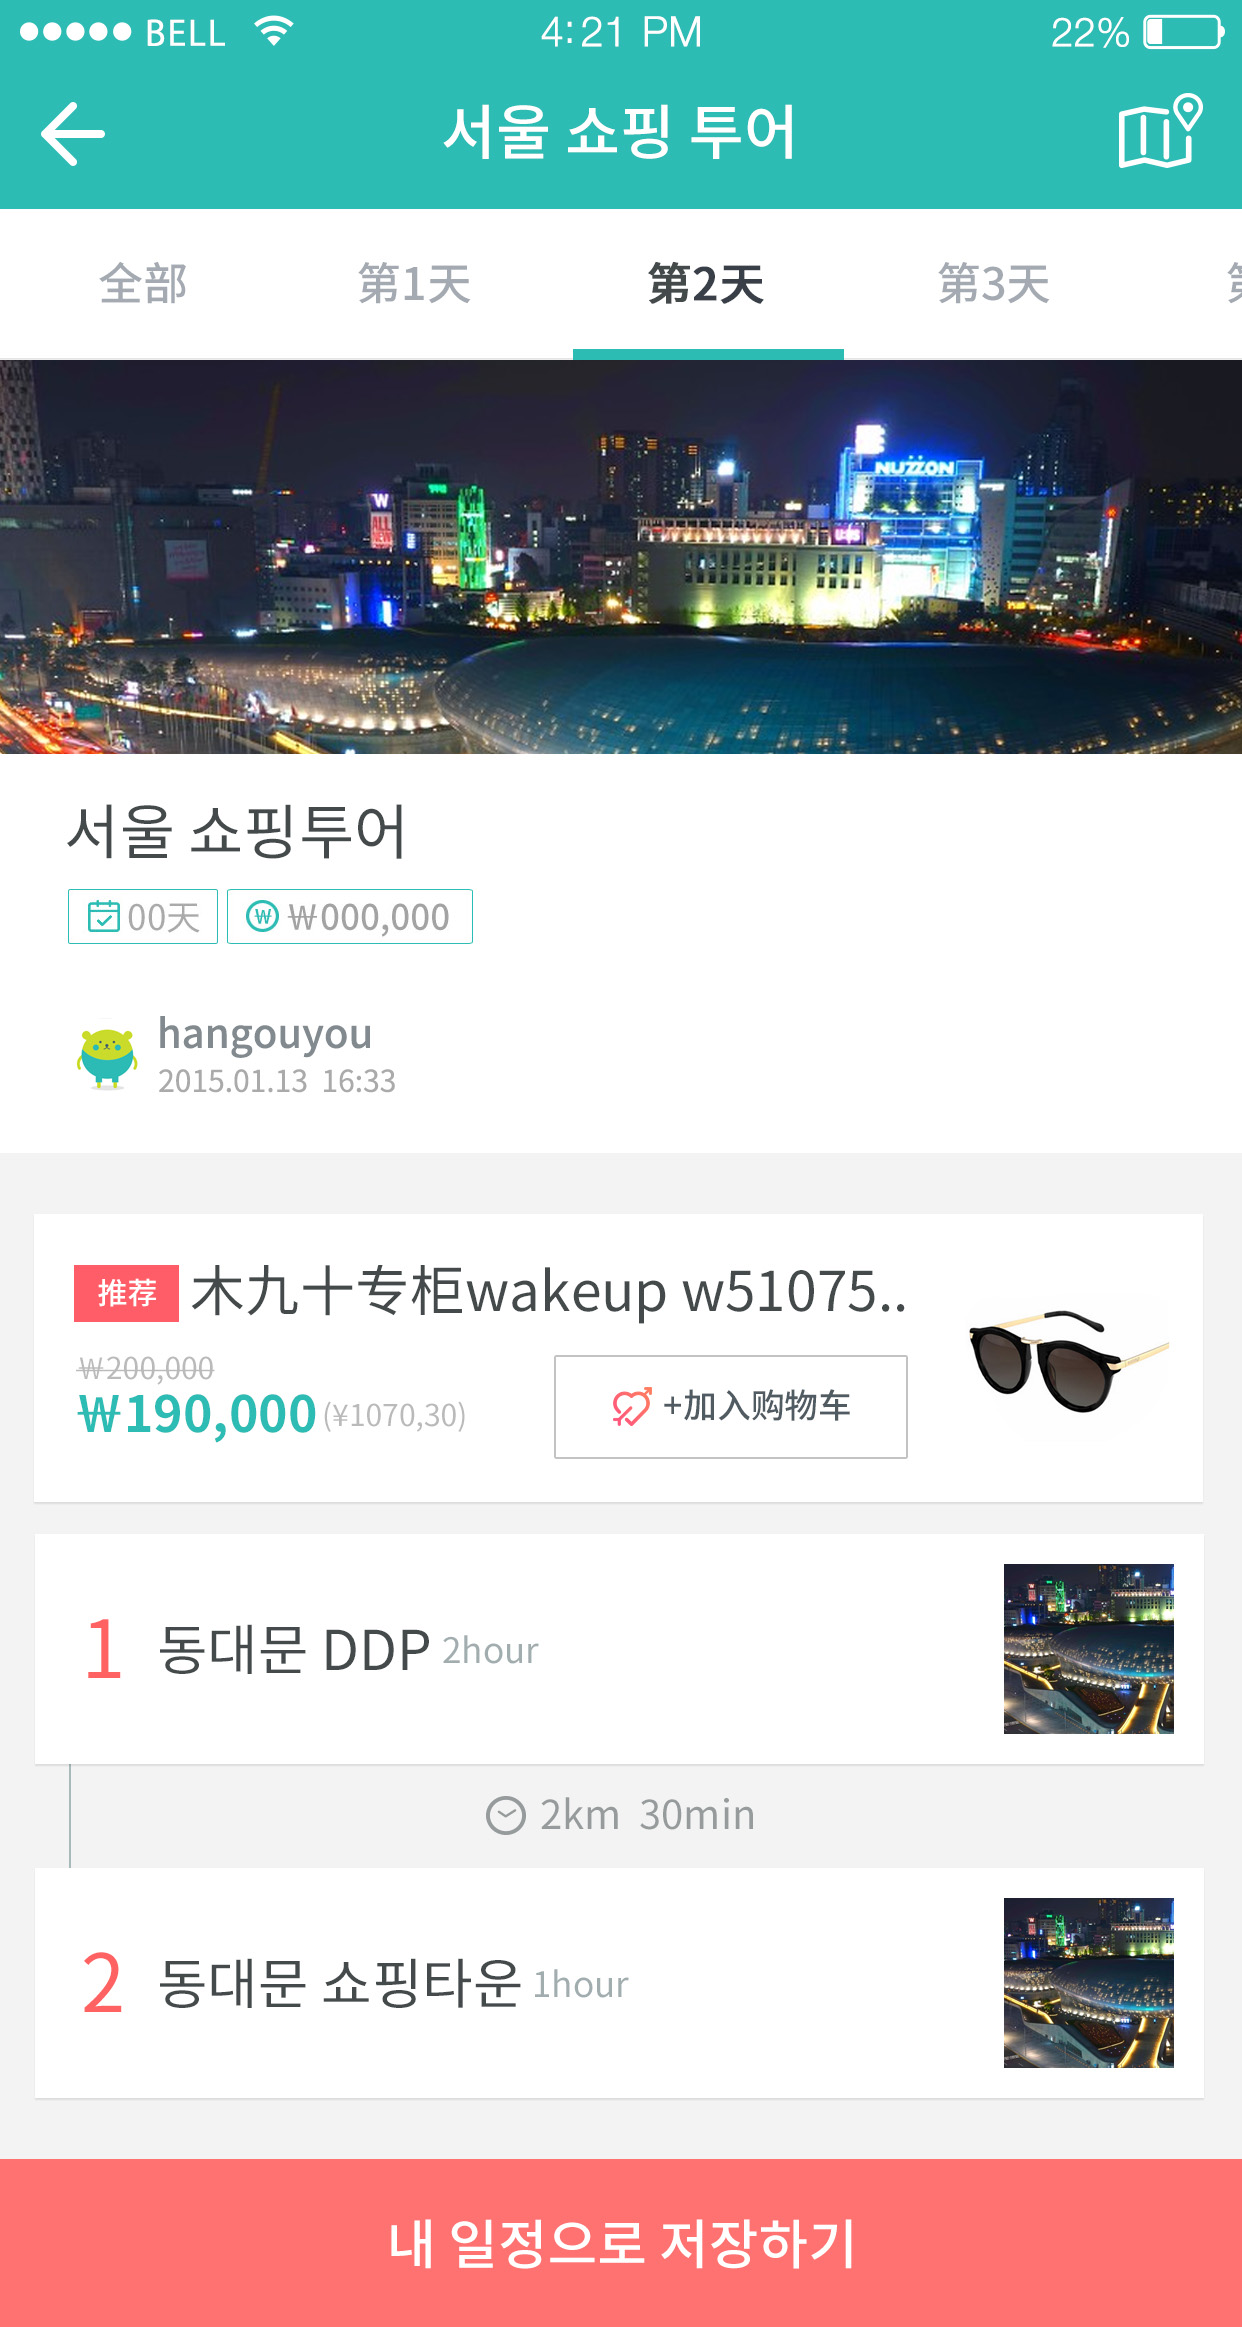 BELL 4:21 PM 22%
서울 쇼핑 투어
全部 第1天 第2天 第3天
W
ALL
NUZZON
서울 쇼핑투어
00天 ₩000,000
hangouyou
2015.01.13 16:33
推荐 木九十专柜wakeup w51075..
₩200,000
₩190,000 (¥1070,30)
+加入购物车
1 동대문 DDP 2hour
2km 30min
2 동대문 쇼핑타운 1hour
내 일정으로 저장하기